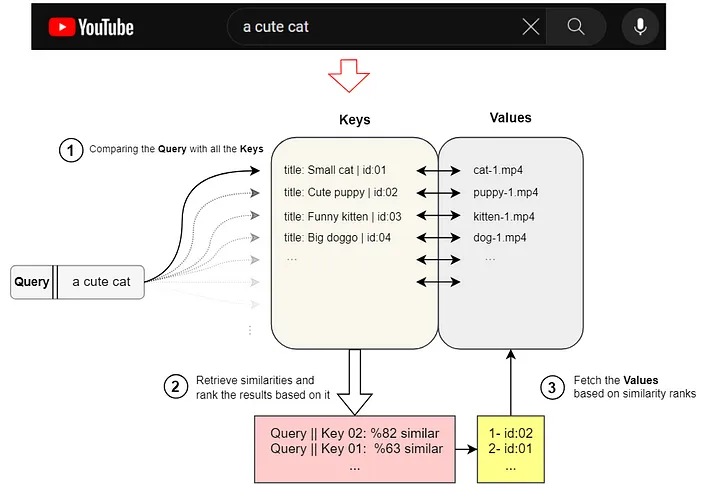 YouTube
a cute cat
Keys
Values
1
Comparing the Query with all the Keys
title: Small cat | id:01
cat-1.mp4
title: Cute puppy | id:02
puppy-1.mp4
title: Funny kitten | id:03
kitten-1.mp4
title: Big doggo | id:04
dog-1.mp4
...
...
Query || a cute cat
...
2
Retrieve similarities and
rank the results based on it
3
Fetch the Values
based on similarity ranks
Query || Key 02: %82 similar
Query || Key 01: %63 similar
...
1- id:02
2- id:01
...